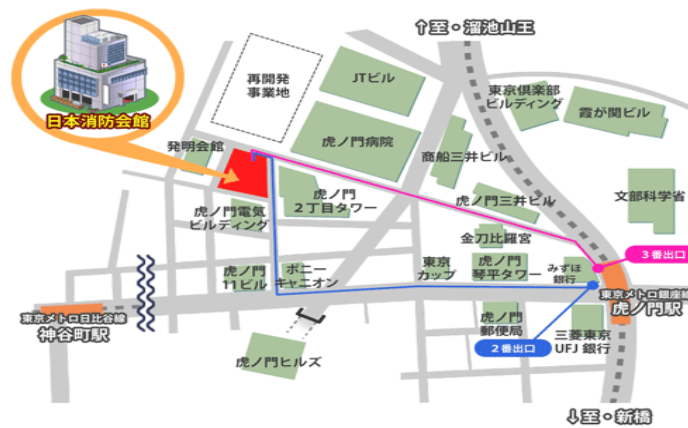 ↑至・溜池山王
再開発
事業地
JTビル
東京倶楽部
ビルディング
霞が関ビル
日本消防会館
発明会館
虎ノ門病院
商船三井ビル
虎ノ門
2丁目タワー
虎ノ門三井ビル
文部科学省
虎ノ門電気
ビルディング
金刀比羅宮
3番出口
虎ノ門
11ビル
ポニー
キャニオン
東京
カップ
虎ノ門
琴平タワー
みずほ
銀行
東京メトロ銀座線
虎ノ門駅
東京メトロ日比谷線
神谷町駅
虎ノ門
郵便局
三菱東京
UFJ 銀行
2番出口
虎ノ門ヒルズ
↓至・新橋